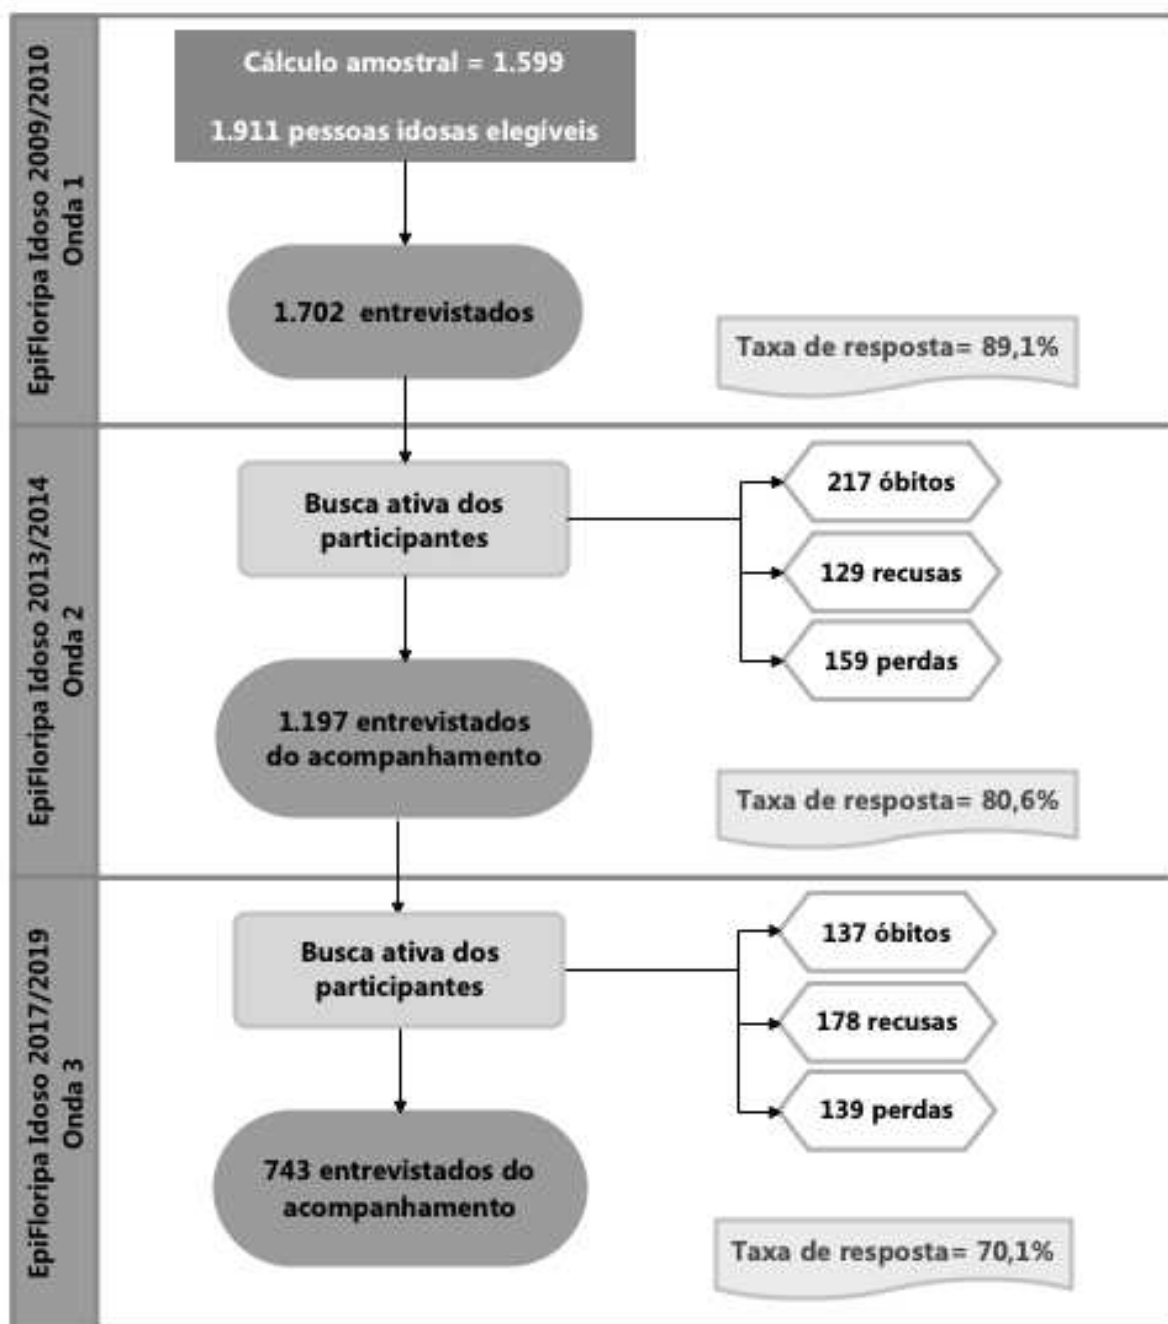 EpiFloripa Idoso 2009/2010
Onda 1
Cálculo amostral = 1.599
1.911 pessoas idosas elegíveis
1.702 entrevistados
Taxa de resposta= 89,1%
EpiFloripa Idoso 2013/2014
Onda 2
Busca ativa dos
participantes
217 óbitos
129 recusas
159 perdas
1.197 entrevistados
do acompanhamento
Taxa de resposta= 80,6%
EpiFloripa Idoso 2017/2019
Onda 3
Busca ativa dos
participantes
137 óbitos
178 recusas
139 perdas
743 entrevistados do
acompanhamento
Taxa de resposta= 70,1%